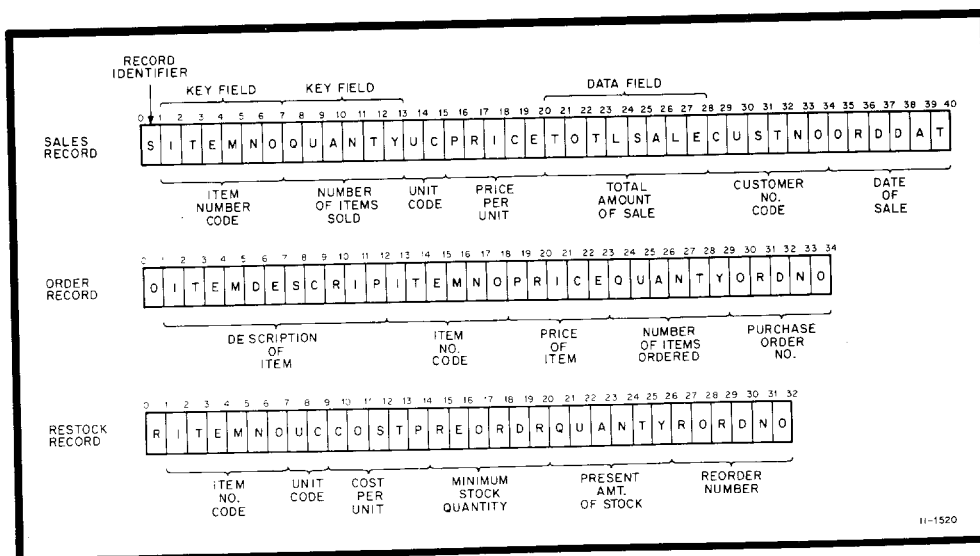 RECORD
IDENTIFIER
KEY FIELD KEY FIELD DATA FIELD
0 1 2 3 4 5 6 7 8 9 10 11 12 13 14 15 16 17 18 19 20 21 22 23 24 25 26 27 28 29 30 31 32 33 34 35 36 37 38 39 40
SALES
RECORD
S I T E M N O Q U A N T Y U C P R I C E T O T L S A L E C U S T N O O R D D A T
ITEM
NUMBER
CODE
NUMBER
OF ITEMS
SOLD
UNIT
CODE
PRICE
PER
UNIT
TOTAL
AMOUNT
OF SALE
CUSTOMER
NO.
CODE
DATE
OF
SALE
0 1 2 3 4 5 6 7 8 9 10 11 12 13 14 15 16 17 18 19 20 21 22 23 24 25 26 27 28 29 30 31 32 33 34
ORDER
RECORD
O I T E M D E S C R I P I T E M N O P R I C E Q U A N T Y O R D N O
DESCRIPTION
OF
ITEM
ITEM
NO.
CODE
PRICE
OF
ITEM
NUMBER
OF ITEMS
ORDERED
PURCHASE
ORDER
NO.
0 1 2 3 4 5 6 7 8 9 10 11 12 13 14 15 16 17 18 19 20 21 22 23 24 25 26 27 28 29 30 31 32
RESTOCK
RECORD
R I T E M N O U C C O S T P R E O R D R Q U A N T Y R O R D N O
ITEM
NO.
CODE
UNIT
CODE
COST
PER
UNIT
MINIMUM
STOCK
QUANTITY
PRESENT
AMT.
OF STOCK
REORDER
NUMBER
11-1520